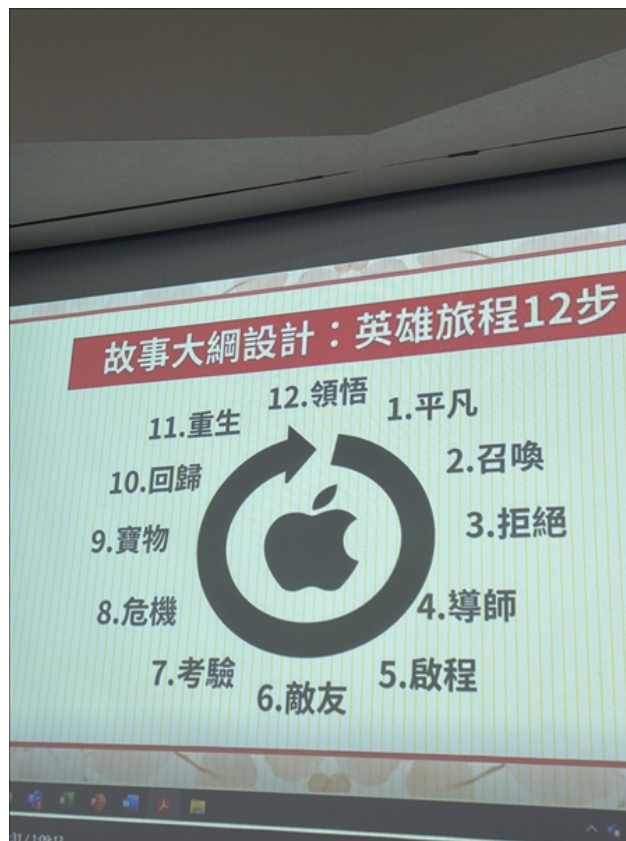 故事大綱設計：英雄旅程12步
1.平凡
2.召喚
3.拒絕
4.導師
5.啟程
6.敵友
7.考驗
8.危機
9.寶物
10.回歸
11.重生
12.領悟